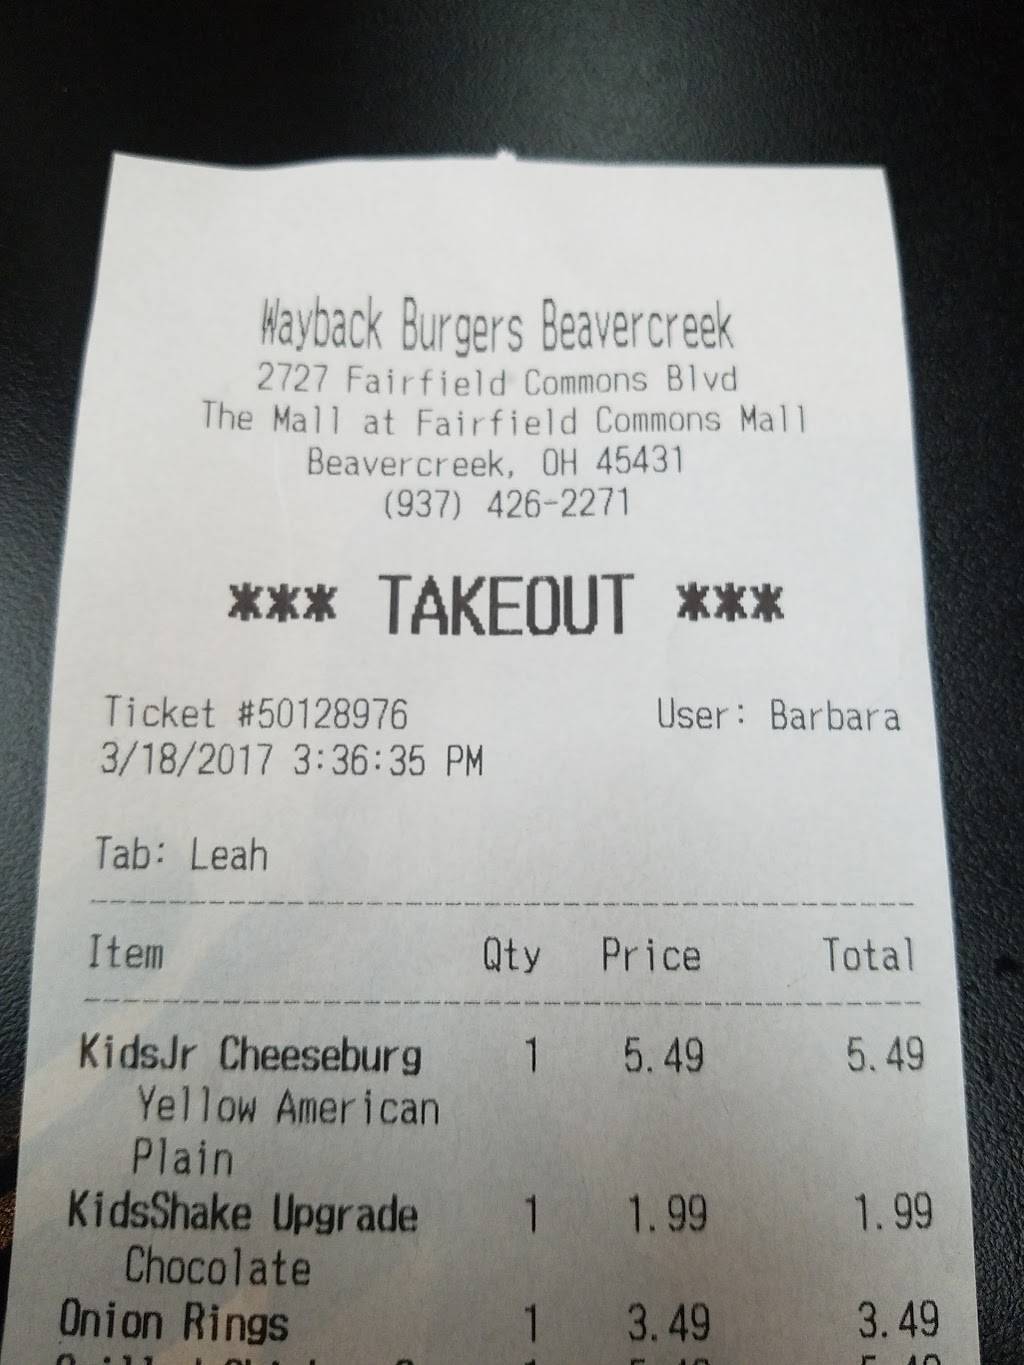 Wayback Burgers Beavercreek
2727 Fairfield Commons Blvd
The Mall at Fairfield Commons Mall
Beavercreek, OH 45431
(937) 426-2271
*** TAKEOUT ***
Ticket #50128976 User: Barbara
3/18/2017 3:36:35 PM
Tab: Leah
Item Qty Price Total
KidsJr Cheeseburg 1 5.49 5.49
Yellow American
Plain
KidsShake Upgrade 1 1.99 1.99
Chocolate
Onion Rings 1 3.49 3.49